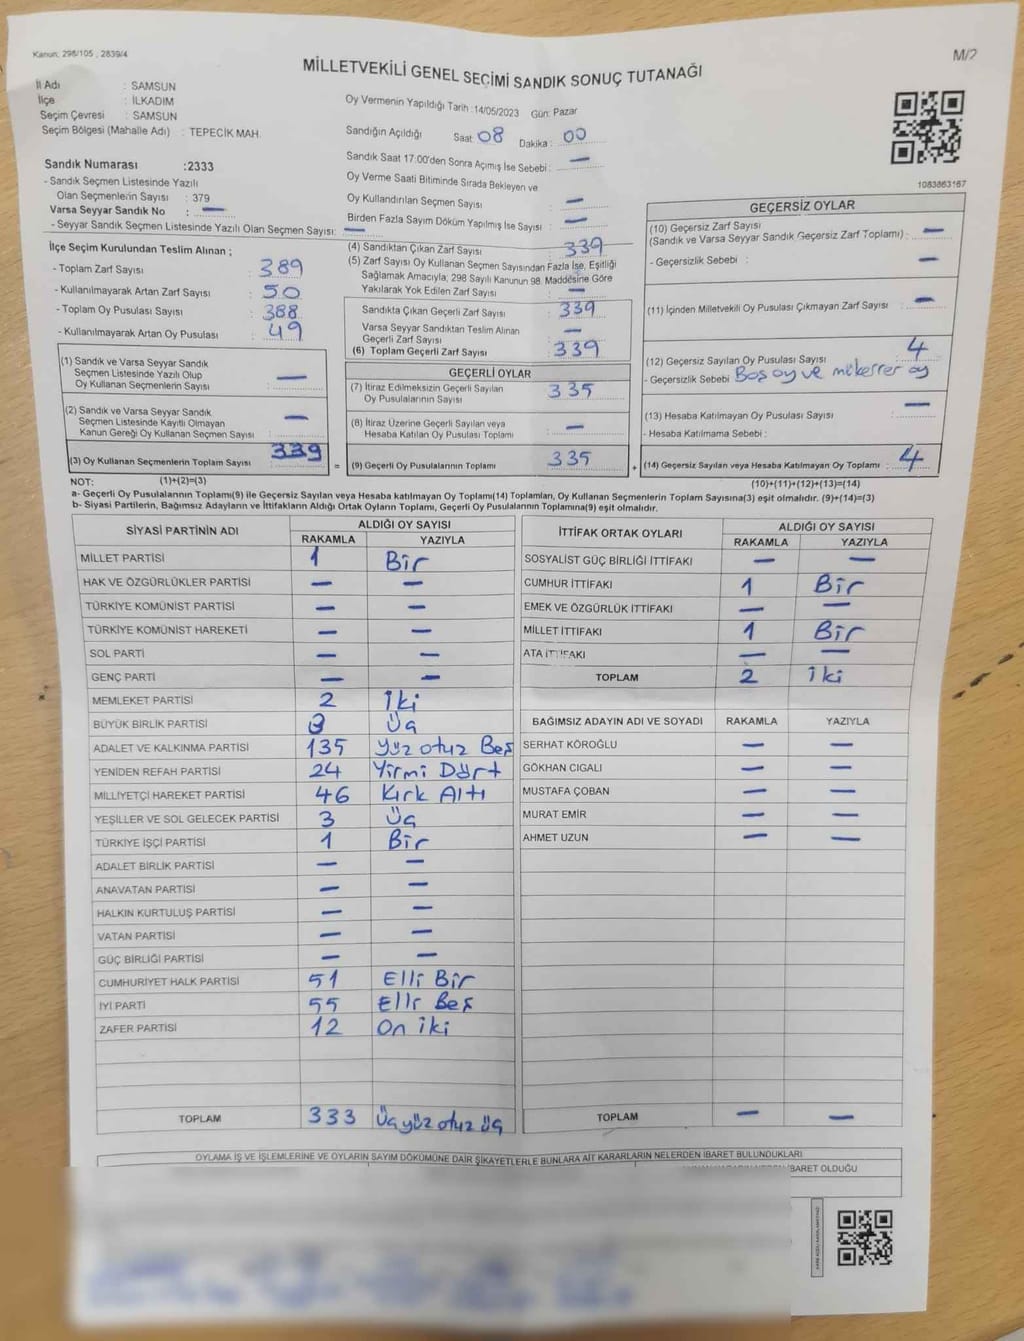 Kanun: 298/105 , 2839/4
M/2
MİLLETVEKİLİ GENEL SEÇİMİ SANDIK SONUÇ TUTANAĞI
İl Adı : SAMSUN
İlçe : İLKADIM
Seçim Çevresi : SAMSUN
Seçim Bölgesi (Mahalle Adı) : TEPECİK MAH.
Sandık Numarası :2333
- Sandık Seçmen Listesinde Yazılı
Olan Seçmenlerin Sayısı : 379
Varsa Seyyar Sandık No : —
- Seyyar Sandık Seçmen Listesinde Yazılı Olan Seçmen Sayısı: —
İlçe Seçim Kurulundan Teslim Alınan ;
- Toplam Zarf Sayısı : 389
- Kullanılmayarak Artan Zarf Sayısı : 50
- Toplam Oy Pusulası Sayısı : 388
- Kullanılmayarak Artan Oy Pusulası : 49
(1) Sandık ve Varsa Seyyar Sandık
Seçmen Listesinde Yazılı Olup
Oy Kullanan Seçmenlerin Sayısı : —
(2) Sandık ve Varsa Seyyar Sandık
Seçmen Listesinde Kayıtlı Olmayan
Kanun Gereği Oy Kullanan Seçmen Sayısı : —
(3) Oy Kullanan Seçmenlerin Toplam Sayısı : 339
(1)+(2)=(3)
Oy Vermenin Yapıldığı Tarih :14/05/2023 Gün: Pazar
Sandığın Açıldığı Saat: 08 Dakika : 00
Sandık Saat 17:00'den Sonra Açımış İse Sebebi : —
Oy Verme Saati Bitiminde Sırada Bekleyen ve
Oy Kullandırılan Seçmen Sayısı : —
Birden Fazla Sayım Döküm Yapılmış İse Sayısı : —
(4) Sandıktan Çıkan Zarf Sayısı : 339
(5) Zarf Sayısı Oy Kullanan Seçmen Sayısından Fazla İse, Eşitliği
Sağlamak Amacıyla; 298 Sayılı Kanunun 98. Maddesine Göre
Yakılarak Yok Edilen Zarf Sayısı : —
Sandıkta Çıkan Geçerli Zarf Sayısı : 339
Varsa Seyyar Sandıktan Teslim Alınan
Geçerli Zarf Sayısı : —
(6) Toplam Geçerli Zarf Sayısı : 339
GEÇERLİ OYLAR
(7) İtiraz Edilmeksizin Geçerli Sayılan
Oy Pusulalarının Sayısı : 335
(8) İtiraz Üzerine Geçerli Sayılan veya
Hesaba Katılan Oy Pusulası Toplamı : —
= (9) Geçerli Oy Pusulalarının Toplamı : 335
1083863167
GEÇERSİZ OYLAR
(10) Geçersiz Zarf Sayısı
(Sandık ve Varsa Seyyar Sandık Geçersiz Zarf Toplamı) : —
- Geçersizlik Sebebi : —
(11) İçinden Milletvekili Oy Pusulası Çıkmayan Zarf Sayısı : —
(12) Geçersiz Sayılan Oy Pusulası Sayısı : 4
- Geçersizlik Sebebi Boş oy ve mükerrer oy
(13) Hesaba Katılmayan Oy Pusulası Sayısı : —
- Hesaba Katılmama Sebebi :
+ (14) Geçersiz Sayılan veya Hesaba Katılmayan Oy Toplamı : 4
(10)+(11)+(12)+(13)=(14)
NOT:
a- Geçerli Oy Pusulalarının Toplamı(9) ile Geçersiz Sayılan veya Hesaba katılmayan Oy Toplamı(14) Toplamları, Oy Kullanan Seçmenlerin Toplam Sayısına(3) eşit olmalıdır. (9)+(14)=(3)
b- Siyasi Partilerin, Bağımsız Adayların ve İttifakların Aldığı Ortak Oyların Toplamı, Geçerli Oy Pusulalarının Toplamına(9) eşit olmalıdır.
SİYASİ PARTİNİN ADI ALDIĞI OY SAYISI
RAKAMLA YAZIYLA
MİLLET PARTİSİ 1 Bir
HAK VE ÖZGÜRLÜKLER PARTİSİ — —
TÜRKİYE KOMÜNİST PARTİSİ — —
TÜRKİYE KOMÜNİST HAREKETİ — —
SOL PARTİ — —
GENÇ PARTİ — —
MEMLEKET PARTİSİ 2 İki
BÜYÜK BİRLİK PARTİSİ 3 Üç
ADALET VE KALKINMA PARTİSİ 135 Yüz otuz Beş
YENİDEN REFAH PARTİSİ 24 Yirmi Dört
MİLLİYETÇİ HAREKET PARTİSİ 46 Kırk Altı
YEŞİLLER VE SOL GELECEK PARTİSİ 3 Üç
TÜRKİYE İŞÇİ PARTİSİ 1 Bir
ADALET BİRLİK PARTİSİ — —
ANAVATAN PARTİSİ — —
HALKIN KURTULUŞ PARTİSİ — —
VATAN PARTİSİ — —
GÜÇ BİRLİĞİ PARTİSİ — —
CUMHURİYET HALK PARTİSİ 51 Elli Bir
İYİ PARTİ 55 Elli Beş
ZAFER PARTİSİ 12 On iki
TOPLAM 333 Üçyüz otuz üç
İTTİFAK ORTAK OYLARI ALDIĞI OY SAYISI
RAKAMLA YAZIYLA
SOSYALİST GÜÇ BİRLİĞİ İTTİFAKI — —
CUMHUR İTTİFAKI 1 Bir
EMEK VE ÖZGÜRLÜK İTTİFAKI — —
MİLLET İTTİFAKI 1 Bir
ATA İTTİFAKI — —
TOPLAM 2 iki
BAĞIMSIZ ADAYIN ADI VE SOYADI RAKAMLA YAZIYLA
SERHAT KÖROĞLU — —
GÖKHAN CIGALI — —
MUSTAFA ÇOBAN — —
MURAT EMİR — —
AHMET UZUN — —
TOPLAM — —
OYLAMA İŞ VE İŞLEMLERİNE VE OYLARIN SAYIM DÖKÜMÜNE DAİR ŞİKAYETLERLE BUNLARA AİT KARARLARIN NELERDEN İBARET BULUNDUKLARI
İBARET OLDUĞU